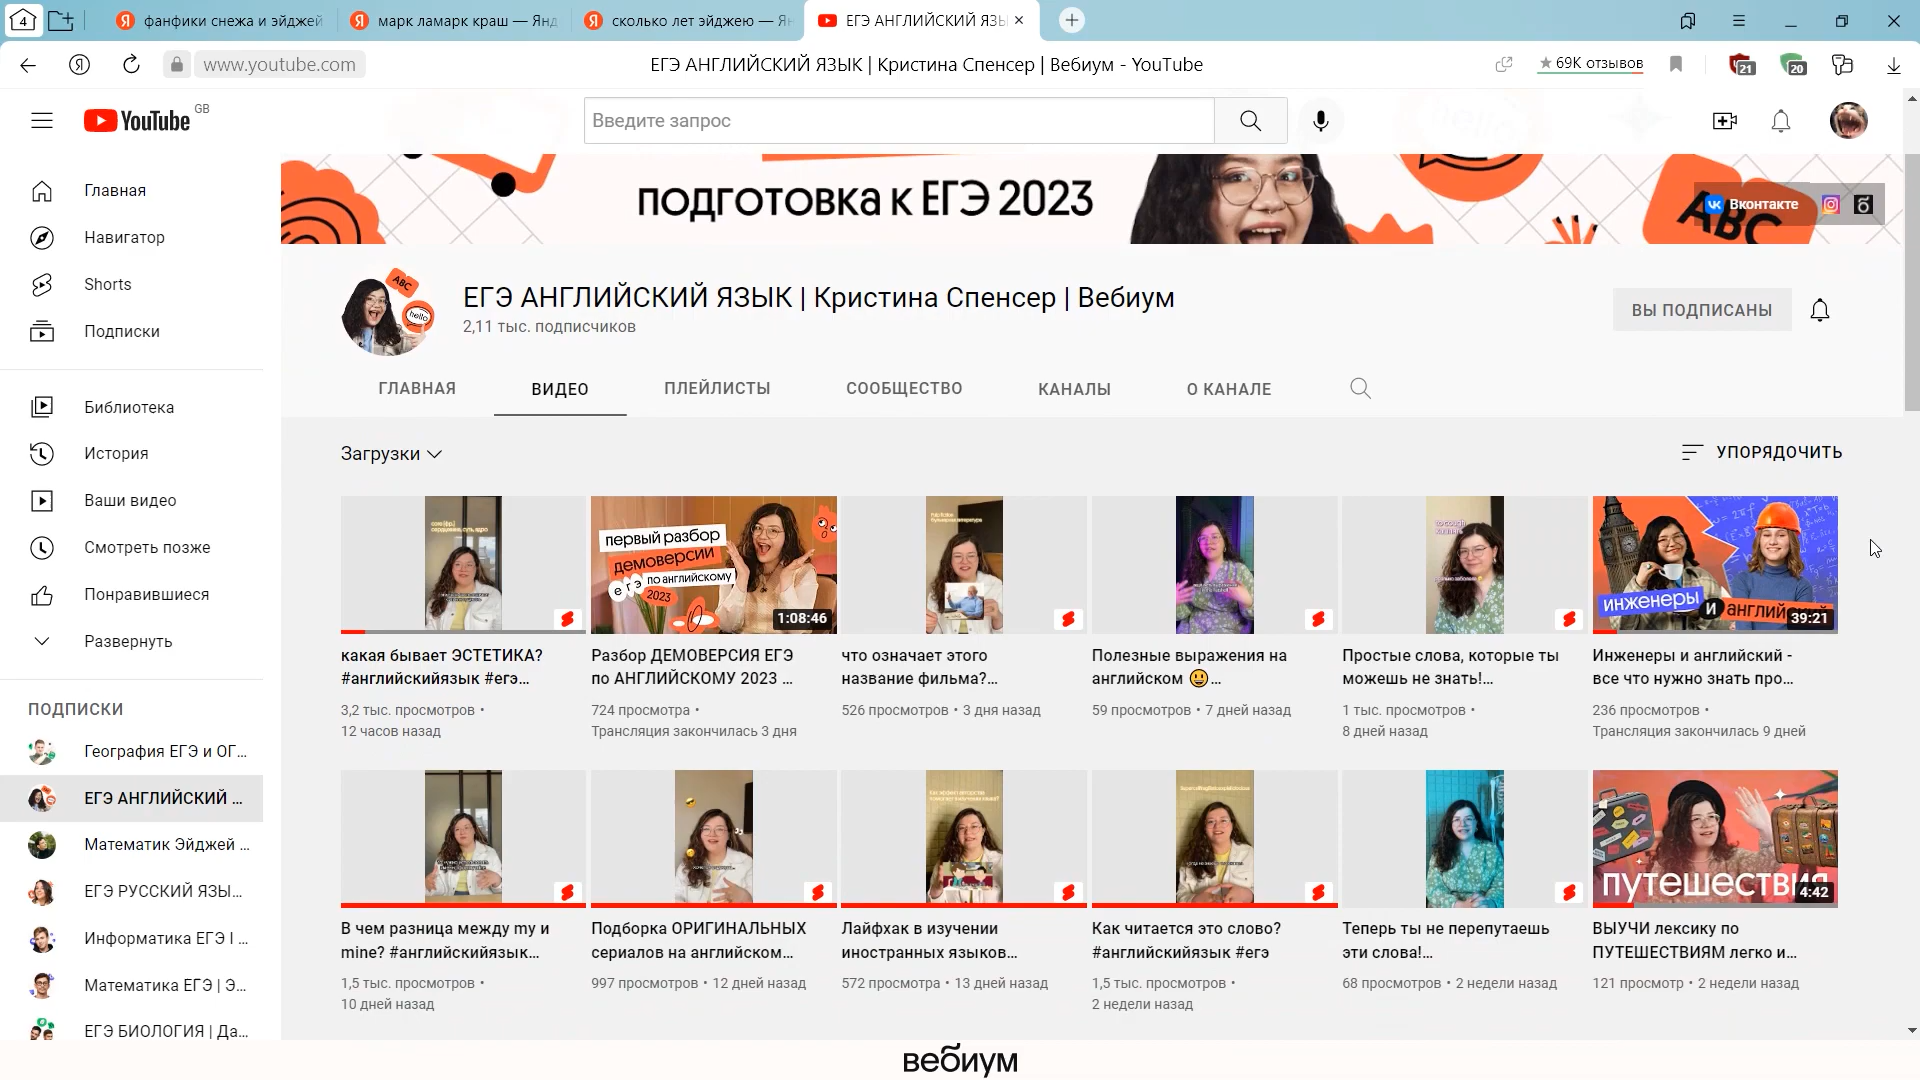 4
фанфики снежа и эйджей
марк ламарк краш — Янд
сколько лет эйджею — Ян
ЕГЭ АНГЛИЙСКИЙ ЯЗЫ
www.youtube.com
ЕГЭ АНГЛИЙСКИЙ ЯЗЫК | Кристина Спенсер | Вебиум - YouTube
★ 69K отзывов
21
20
YouTube
GB
Введите запрос
подготовка к ЕГЭ 2023
ABC
Вконтакте
Главная
Навигатор
Shorts
Подписки
Библиотека
История
Ваши видео
Смотреть позже
Понравившиеся
Развернуть
ПОДПИСКИ
География ЕГЭ и ОГ...
ЕГЭ АНГЛИЙСКИЙ ...
Математик Эйджей ...
ЕГЭ РУССКИЙ ЯЗЫ...
Информатика ЕГЭ I ...
Математика ЕГЭ | Э...
ЕГЭ БИОЛОГИЯ | Да...
ABC
hello
ЕГЭ АНГЛИЙСКИЙ ЯЗЫК | Кристина Спенсер | Вебиум
2,11 тыс. подписчиков
ВЫ ПОДПИСАНЫ
ГЛАВНАЯ
ВИДЕО
ПЛЕЙЛИСТЫ
СООБЩЕСТВО
КАНАЛЫ
О КАНАЛЕ
Загрузки
УПОРЯДОЧИТЬ
первый разбор
демоверсии
егэ по английскому
2023
1:08:46
инженеры и английский
39:21
какая бывает ЭСТЕТИКА?
#английскийязык #егэ...
3,2 тыс. просмотров •
12 часов назад
Разбор ДЕМОВЕРСИЯ ЕГЭ
по АНГЛИЙСКОМУ 2023 ...
724 просмотра •
Трансляция закончилась 3 дня
что означает этого
название фильма?...
526 просмотров • 3 дня назад
Полезные выражения на
английском 😃...
59 просмотров • 7 дней назад
Простые слова, которые ты
можешь не знать!...
1 тыс. просмотров •
8 дней назад
Инженеры и английский -
все что нужно знать про...
236 просмотров •
Трансляция закончилась 9 дней
путешествия
4:42
В чем разница между my и
mine? #английскийязык...
1,5 тыс. просмотров •
10 дней назад
Подборка ОРИГИНАЛЬНЫХ
сериалов на английском...
997 просмотров • 12 дней назад
Лайфхак в изучении
иностранных языков...
572 просмотра • 13 дней назад
Как читается это слово?
#английскийязык #егэ
1,5 тыс. просмотров •
2 недели назад
Теперь ты не перепутаешь
эти слова!...
68 просмотров • 2 недели назад
ВЫУЧИ лексику по
ПУТЕШЕСТВИЯМ легко и...
121 просмотр • 2 недели назад
вебиум